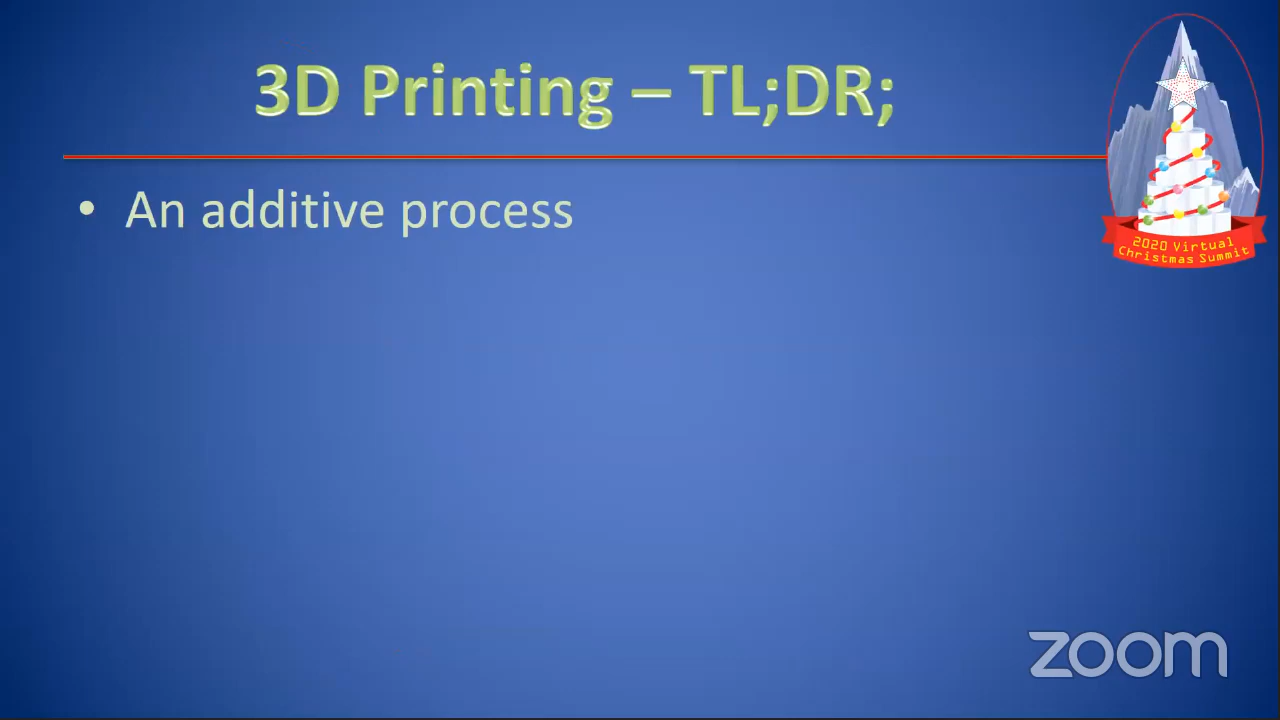 3D Printing – TL;DR;
• An additive process
2020 Virtual
Christmas Summit
zoom